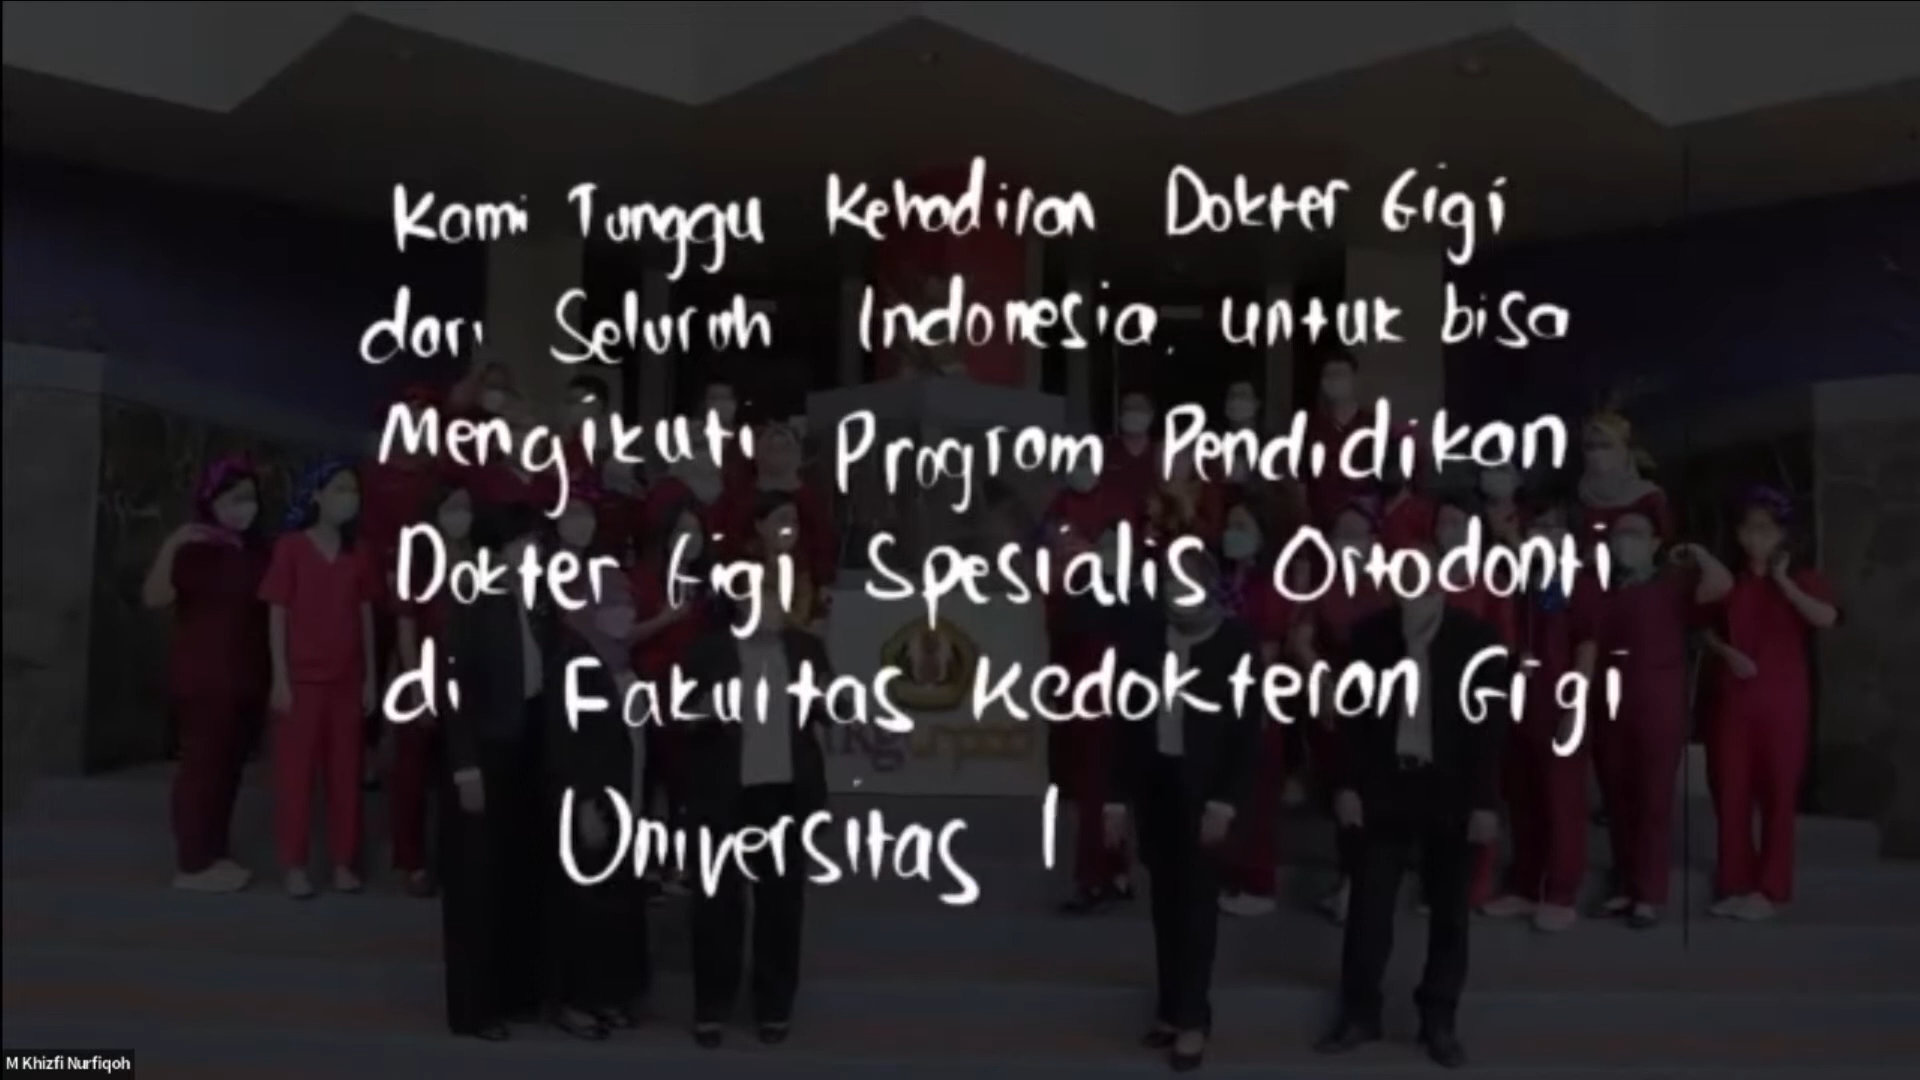 Kami Tunggu Kehadiran Dokter Gigi
dari Seluruh Indonesia. untuk bisa
Mengikuti Program Pendidikan
Dokter Gigi Spesialis Ortodonti
di Fakultas Kedokteran Gigi
Universitas
M Khizfi Nurfiqoh